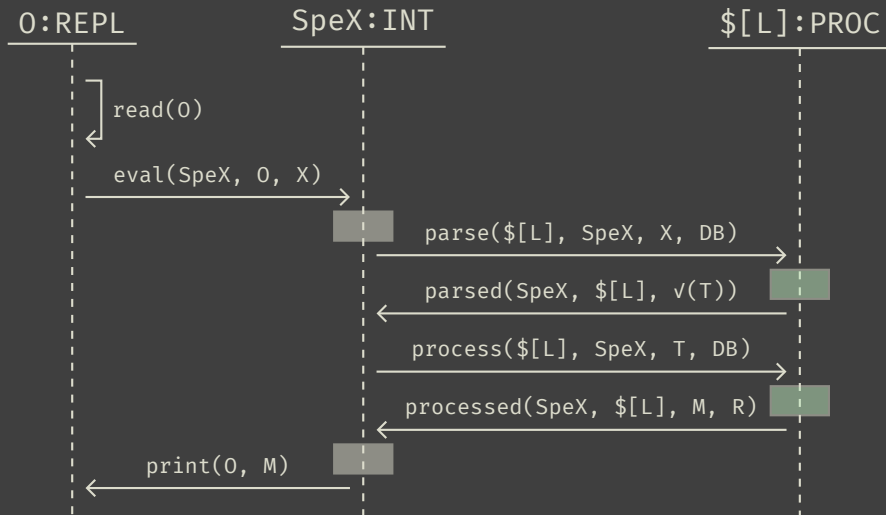 O:REPL
SpeX:INT
$[L]:PROC
read(O)
eval(SpeX, O, X)
parse($[L], SpeX, X, DB)
parsed(SpeX, $[L], √(T))
process($[L], SpeX, T, DB)
processed(SpeX, $[L], M, R)
print(O, M)